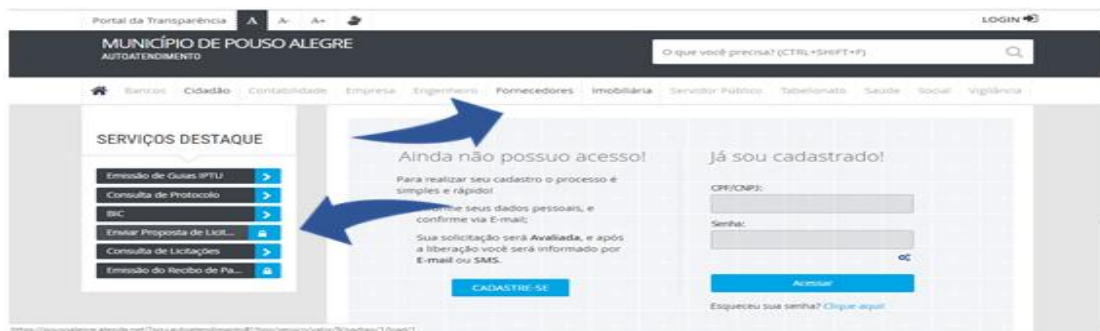 Portal da Transparência A A- A+ LOGIN
MUNICÍPIO DE POUSO ALEGRE
AUTOATENDIMENTO
O que você precisa? (CTRL+SHIFT+F)
Bancos Cidadão Contabilidade Empresa Engenheiro Fornecedores Imobiliária Servidor Público Tabelionato Saúde Social Vigilância
SERVIÇOS DESTAQUE
Emissão de Guias IPTU
Consulta de Protocolo
BIC
Enviar Proposta de Licit...
Consulta de Licitações
Emissão do Recibo de Pa...
Ainda não possuo acesso!
Para realizar seu cadastro o processo é
simples e rápido!
seus dados pessoais, e
confirme via E-mail;
Sua solicitação será Avaliada, e após
a liberação você será informado por
E-mail ou SMS.
CADASTRE-SE
Já sou cadastrado!
CPF/CNPJ:
Senha:
Acessar
Esqueceu sua senha? Clique aqui!